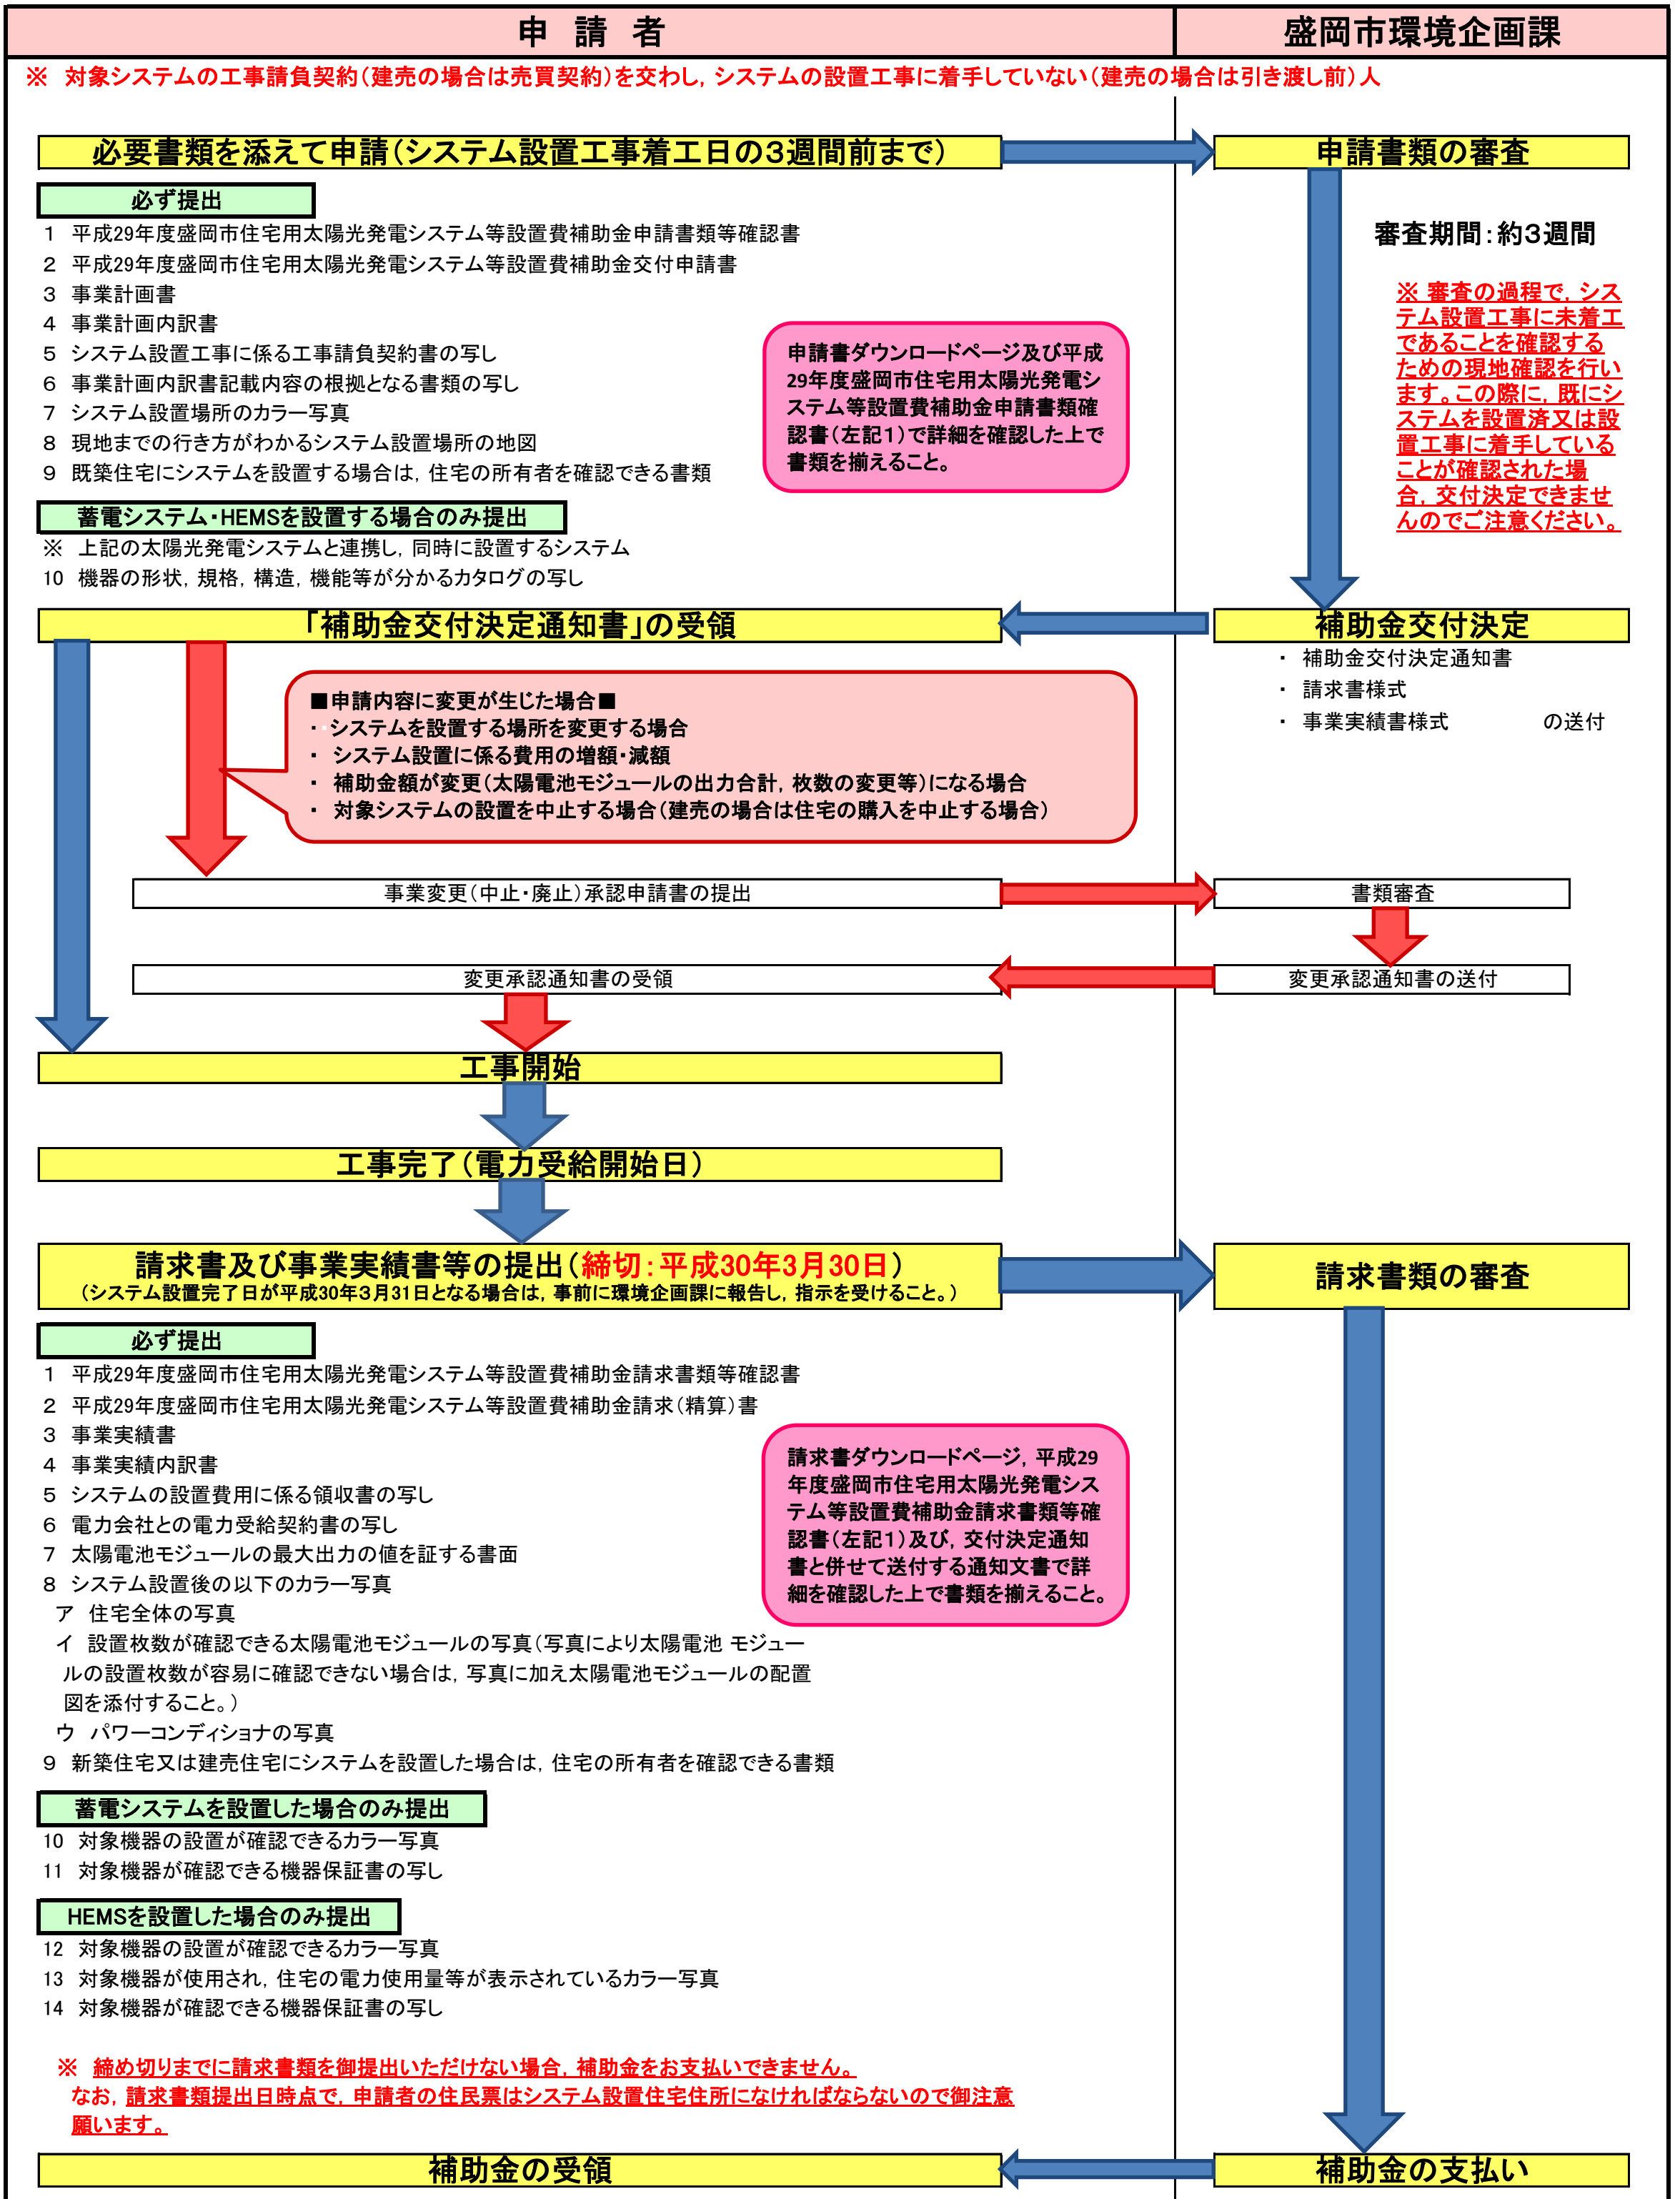 申　請　者
盛岡市環境企画課
※　対象システムの工事請負契約（建売の場合は売買契約）を交わし，システムの設置工事に着手していない（建売の場合は引き渡し前）人
必要書類を添えて申請（システム設置工事着工日の３週間前まで）
申請書類の審査
必ず提出
1　平成29年度盛岡市住宅用太陽光発電システム等設置費補助金申請書類等確認書
2　平成29年度盛岡市住宅用太陽光発電システム等設置費補助金交付申請書
3　事業計画書
4　事業計画内訳書
5　システム設置工事に係る工事請負契約書の写し
6　事業計画内訳書記載内容の根拠となる書類の写し
7　システム設置場所のカラー写真
8　現地までの行き方がわかるシステム設置場所の地図
9　既築住宅にシステムを設置する場合は，住宅の所有者を確認できる書類
申請書ダウンロードページ及び平成
29年度盛岡市住宅用太陽光発電シ
ステム等設置費補助金申請書類確
認書（左記１）で詳細を確認した上で
書類を揃えること。
審査期間：約３週間
※ 審査の過程で，シス
テム設置工事に未着工
であることを確認する
ための現地確認を行い
ます。この際に，既にシ
ステムを設置済又は設
置工事に着手している
ことが確認された場
合，交付決定できませ
んのでご注意ください。
蓄電システム・HEMSを設置する場合のみ提出
※　上記の太陽光発電システムと連携し，同時に設置するシステム
10　機器の形状，規格，構造，機能等が分かるカタログの写し
「補助金交付決定通知書」の受領
補助金交付決定
・　補助金交付決定通知書
・　請求書様式
・　事業実績書様式　　　　の送付
■申請内容に変更が生じた場合■
・システムを設置する場所を変更する場合
・　システム設置に係る費用の増額・減額
・　補助金額が変更（太陽電池モジュールの出力合計，枚数の変更等）になる場合
・　対象システムの設置を中止する場合（建売の場合は住宅の購入を中止する場合）
事業変更（中止・廃止）承認申請書の提出
書類審査
変更承認通知書の受領
変更承認通知書の送付
工事開始
工事完了（電力受給開始日）
請求書及び事業実績書等の提出（締切：平成30年3月30日）
（システム設置完了日が平成30年３月31日となる場合は，事前に環境企画課に報告し，指示を受けること。）
請求書類の審査
必ず提出
1　平成29年度盛岡市住宅用太陽光発電システム等設置費補助金請求書類等確認書
2　平成29年度盛岡市住宅用太陽光発電システム等設置費補助金請求（精算）書
3　事業実績書
4　事業実績内訳書
5　システムの設置費用に係る領収書の写し
6　電力会社との電力受給契約書の写し
7　太陽電池モジュールの最大出力の値を証する書面
8　システム設置後の以下のカラー写真
ア　住宅全体の写真
イ　設置枚数が確認できる太陽電池モジュールの写真（写真により太陽電池 モジュー
ルの設置枚数が容易に確認できない場合は，写真に加え太陽電池モジュールの配置
図を添付すること。）
ウ　パワーコンディショナの写真
9　新築住宅又は建売住宅にシステムを設置した場合は，住宅の所有者を確認できる書類
請求書ダウンロードページ，平成29
年度盛岡市住宅用太陽光発電シス
テム等設置費補助金請求書類等確
認書（左記１）及び，交付決定通知
書と併せて送付する通知文書で詳
細を確認した上で書類を揃えること。
蓄電システムを設置した場合のみ提出
10　対象機器の設置が確認できるカラー写真
11　対象機器が確認できる機器保証書の写し
HEMSを設置した場合のみ提出
12　対象機器の設置が確認できるカラー写真
13　対象機器が使用され，住宅の電力使用量等が表示されているカラー写真
14　対象機器が確認できる機器保証書の写し
※　締め切りまでに請求書類を御提出いただけない場合，補助金をお支払いできません。
なお，請求書類提出日時点で，申請者の住民票はシステム設置住宅住所になければならないので御注意
願います。
補助金の受領
補助金の支払い